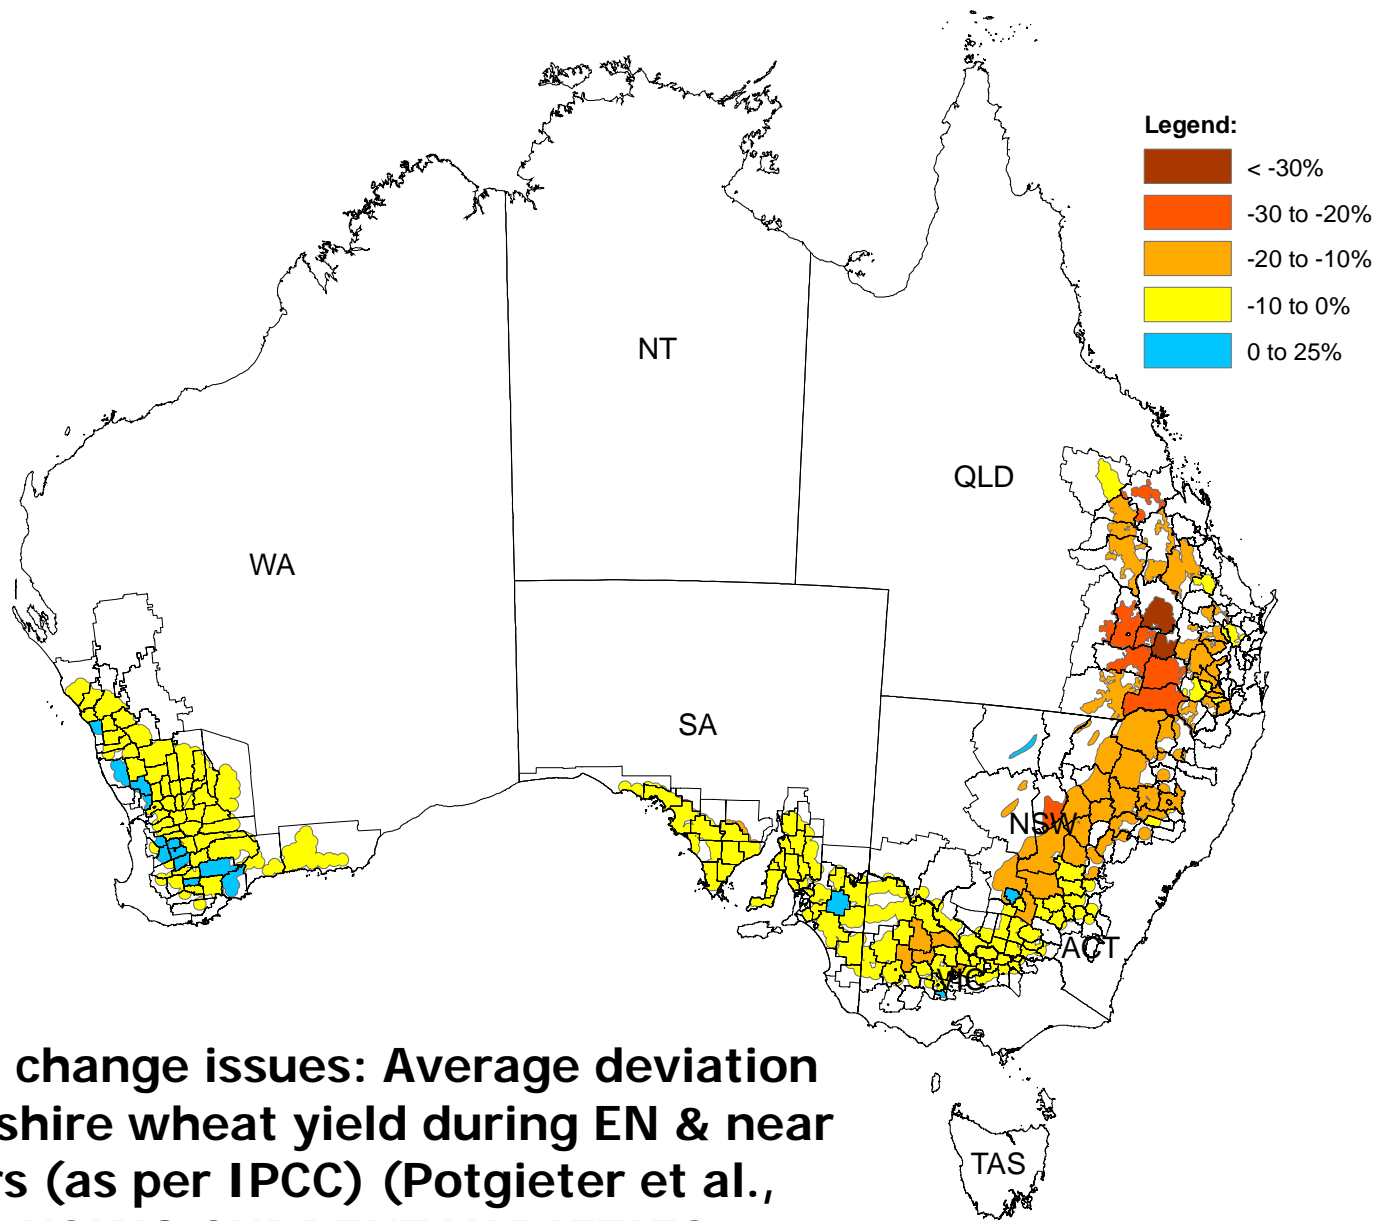 Legend:
< -30%
-30 to -20%
-20 to -10%
-10 to 0%
0 to 25%
NT
QLD
WA
SA
NSW
ACT
VIC
TAS
change issues: Average deviation
shire wheat yield during EN & near
rs (as per IPCC) (Potgieter et al.,